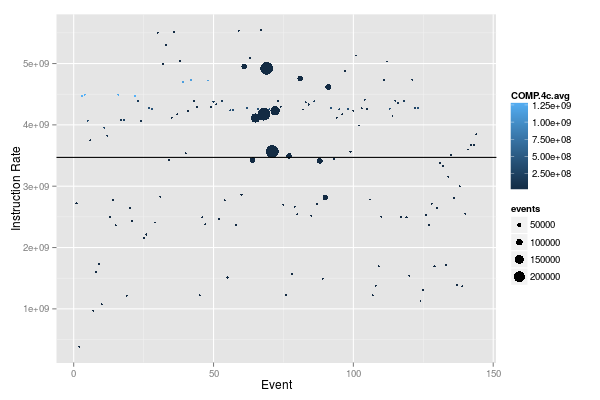 5e+09
4e+09
3e+09
2e+09
1e+09
Instruction Rate
0
50
100
150
Event
COMP.4c.avg
1.25e+09
1.00e+09
7.50e+08
5.00e+08
2.50e+08
events
50000
100000
150000
200000